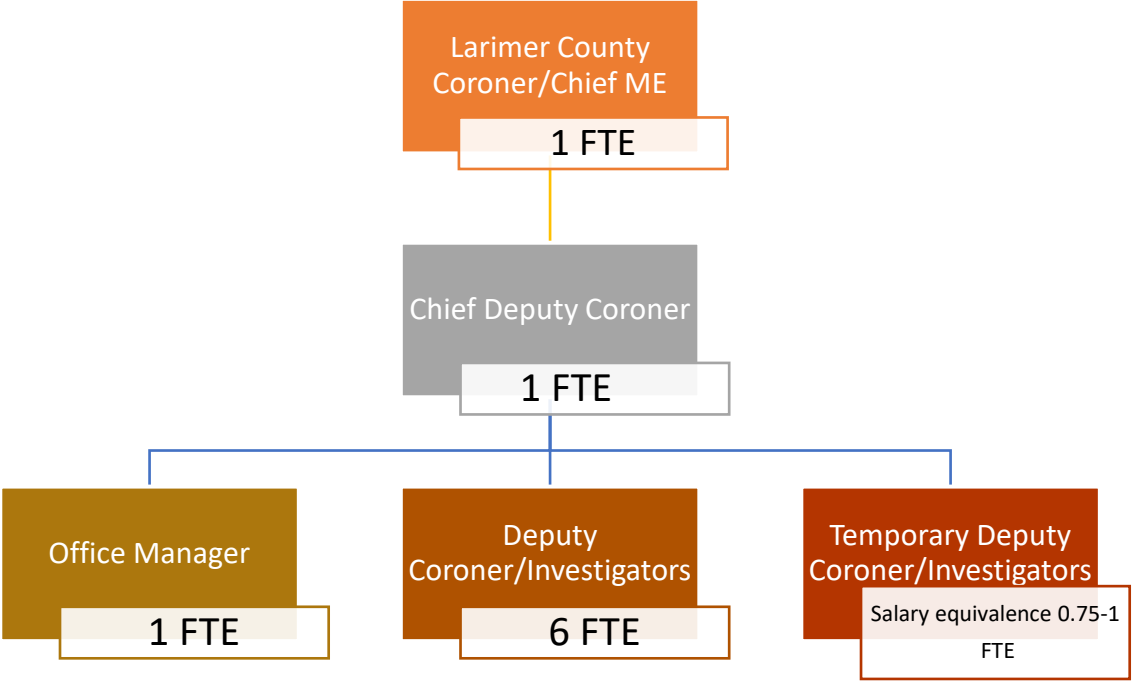 Larimer County
Coroner/Chief ME
1 FTE
Chief Deputy Coroner
1 FTE
Office Manager
1 FTE
Deputy
Coroner/Investigators
6 FTE
Temporary Deputy
Coroner/Investigators
Salary equivalence 0.75-1
FTE